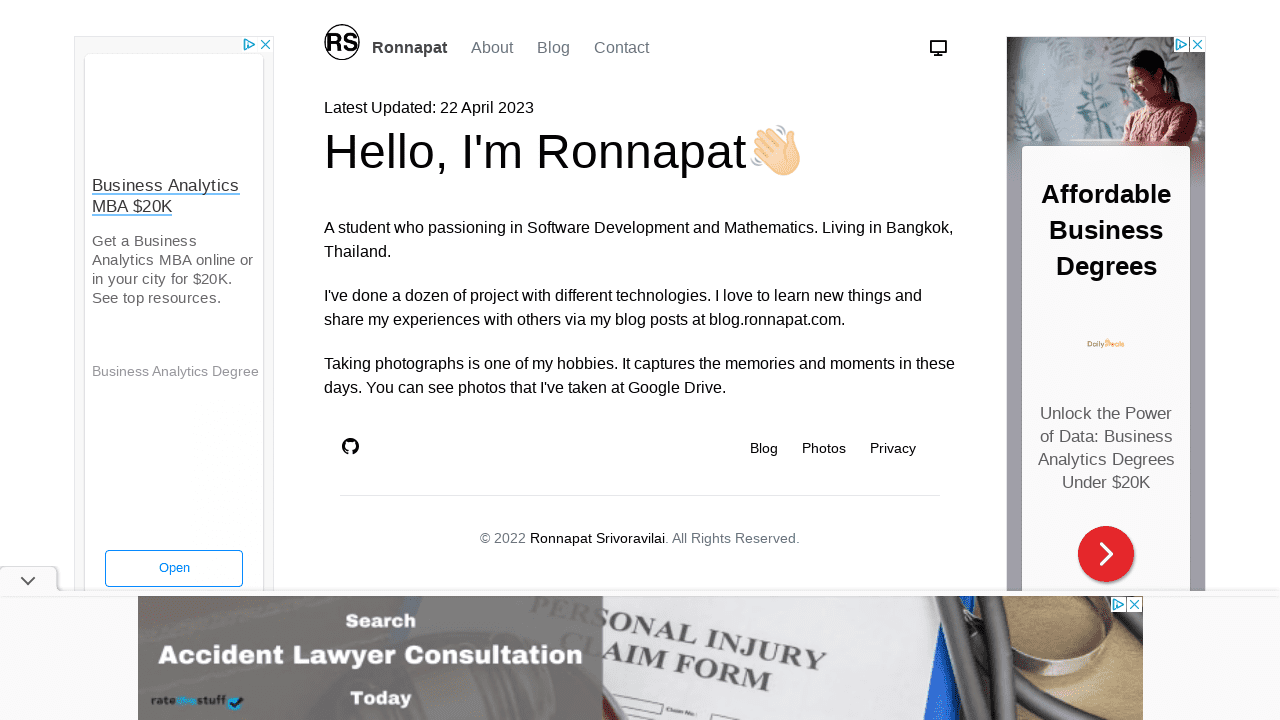 RS
Ronnapat About Blog Contact
Latest Updated: 22 April 2023
Hello, I'm Ronnapat👋🏻
A student who passioning in Software Development and Mathematics. Living in Bangkok,
Thailand.
I've done a dozen of project with different technologies. I love to learn new things and
share my experiences with others via my blog posts at blog.ronnapat.com.
Taking photographs is one of my hobbies. It captures the memories and moments in these
days. You can see photos that I've taken at Google Drive.
Blog Photos Privacy
© 2022 Ronnapat Srivoravilai. All Rights Reserved.
Business Analytics
MBA $20K
Get a Business
Analytics MBA online or
in your city for $20K.
See top resources.
Business Analytics Degree
Open
Affordable
Business
Degrees
Unlock the Power
of Data: Business
Analytics Degrees
Under $20K
Search
Accident Lawyer Consultation
Today
ratethestuff
PERSONAL INJURY
CLAIM FORM